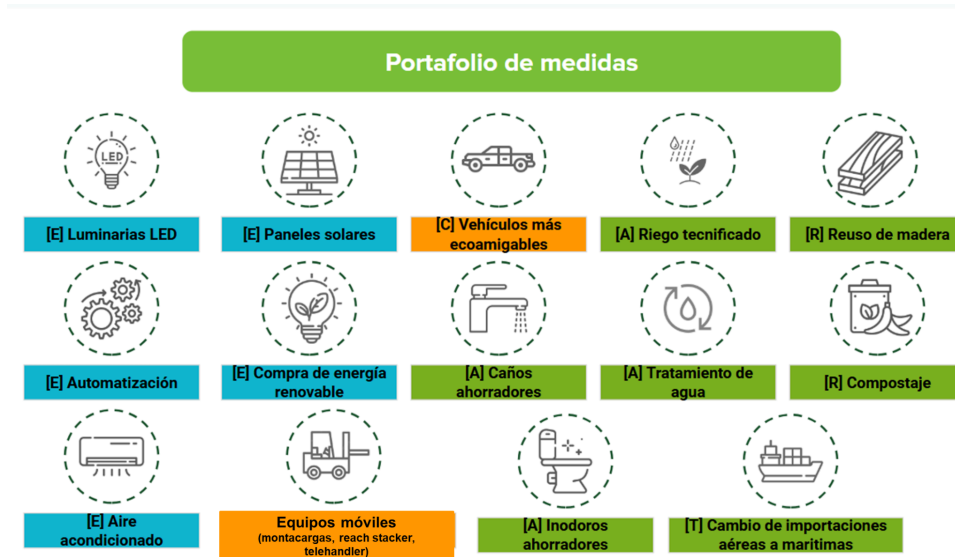 Portafolio de medidas
LED
[E] Luminarias LED
[E] Paneles solares
[C] Vehículos más
ecoamigables
[A] Riego tecnificado
[R] Reuso de madera
[E] Automatización
[E] Compra de energía
renovable
[A] Caños
ahorradores
[A] Tratamiento de
agua
[R] Compostaje
[E] Aire
acondicionado
Equipos móviles
(montacargas, reach stacker,
telehandler)
[A] Inodoros
ahorradores
[T] Cambio de importaciones
aéreas a maritimas